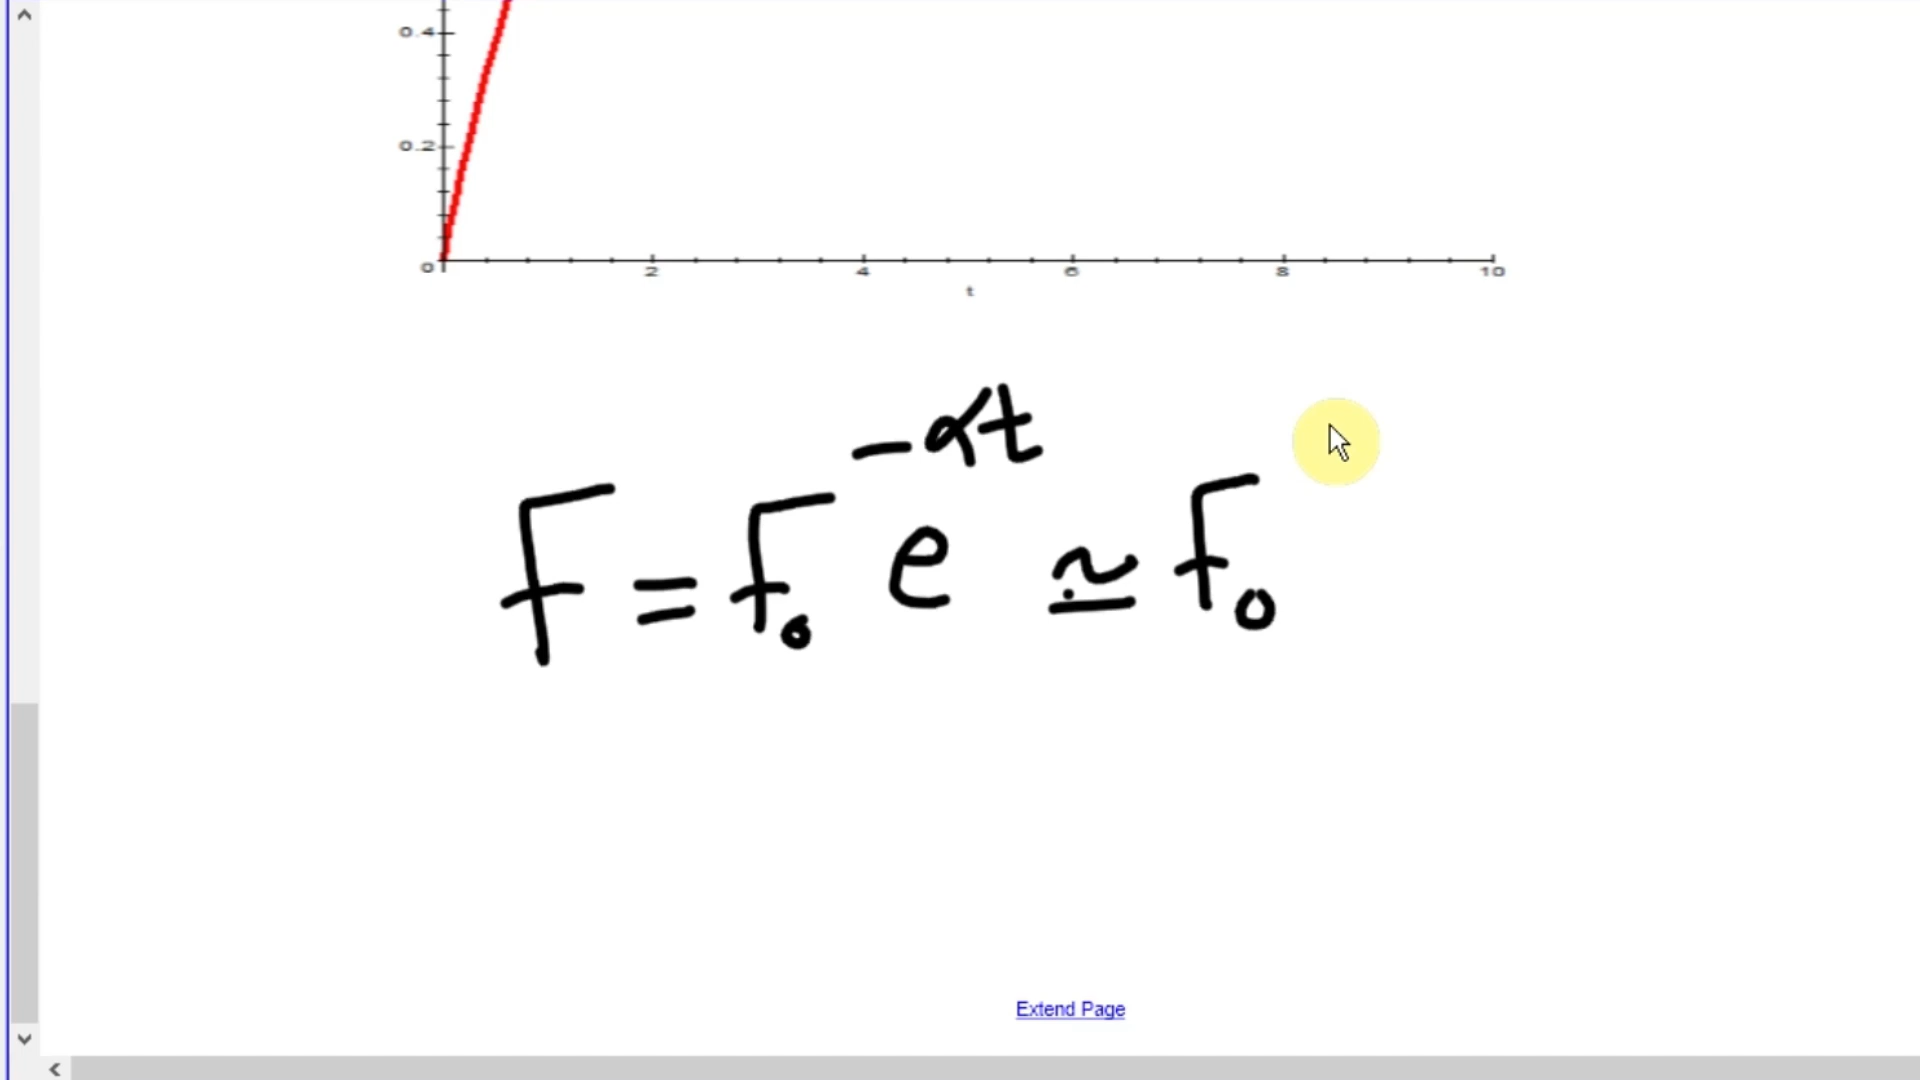 0.4
0.2
0 2 4 6 8 10
t
F = F₀ e^{-αt} ≃ F₀
Extend Page